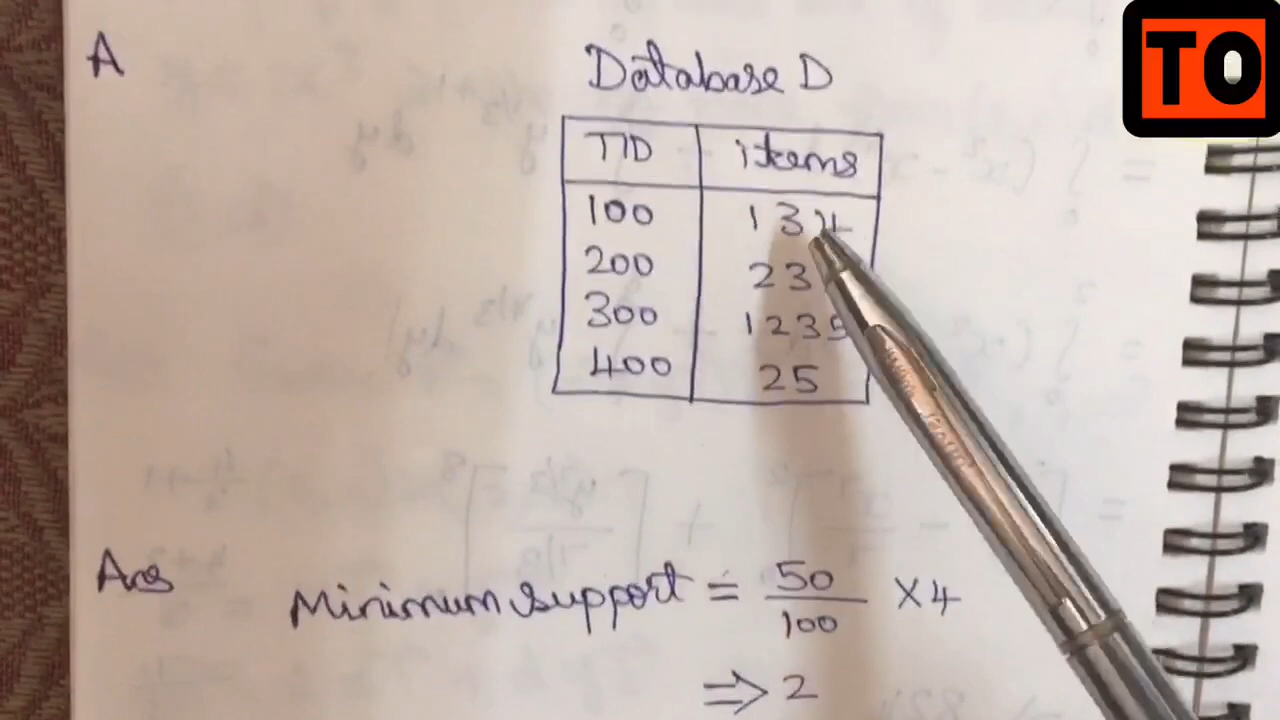 TO
A
Database D
TID items
100 1 3 4
200 2 3
300 1 2 3 5
400 2 5
Ans Minimum support = 50/100 × 4
⇒ 2